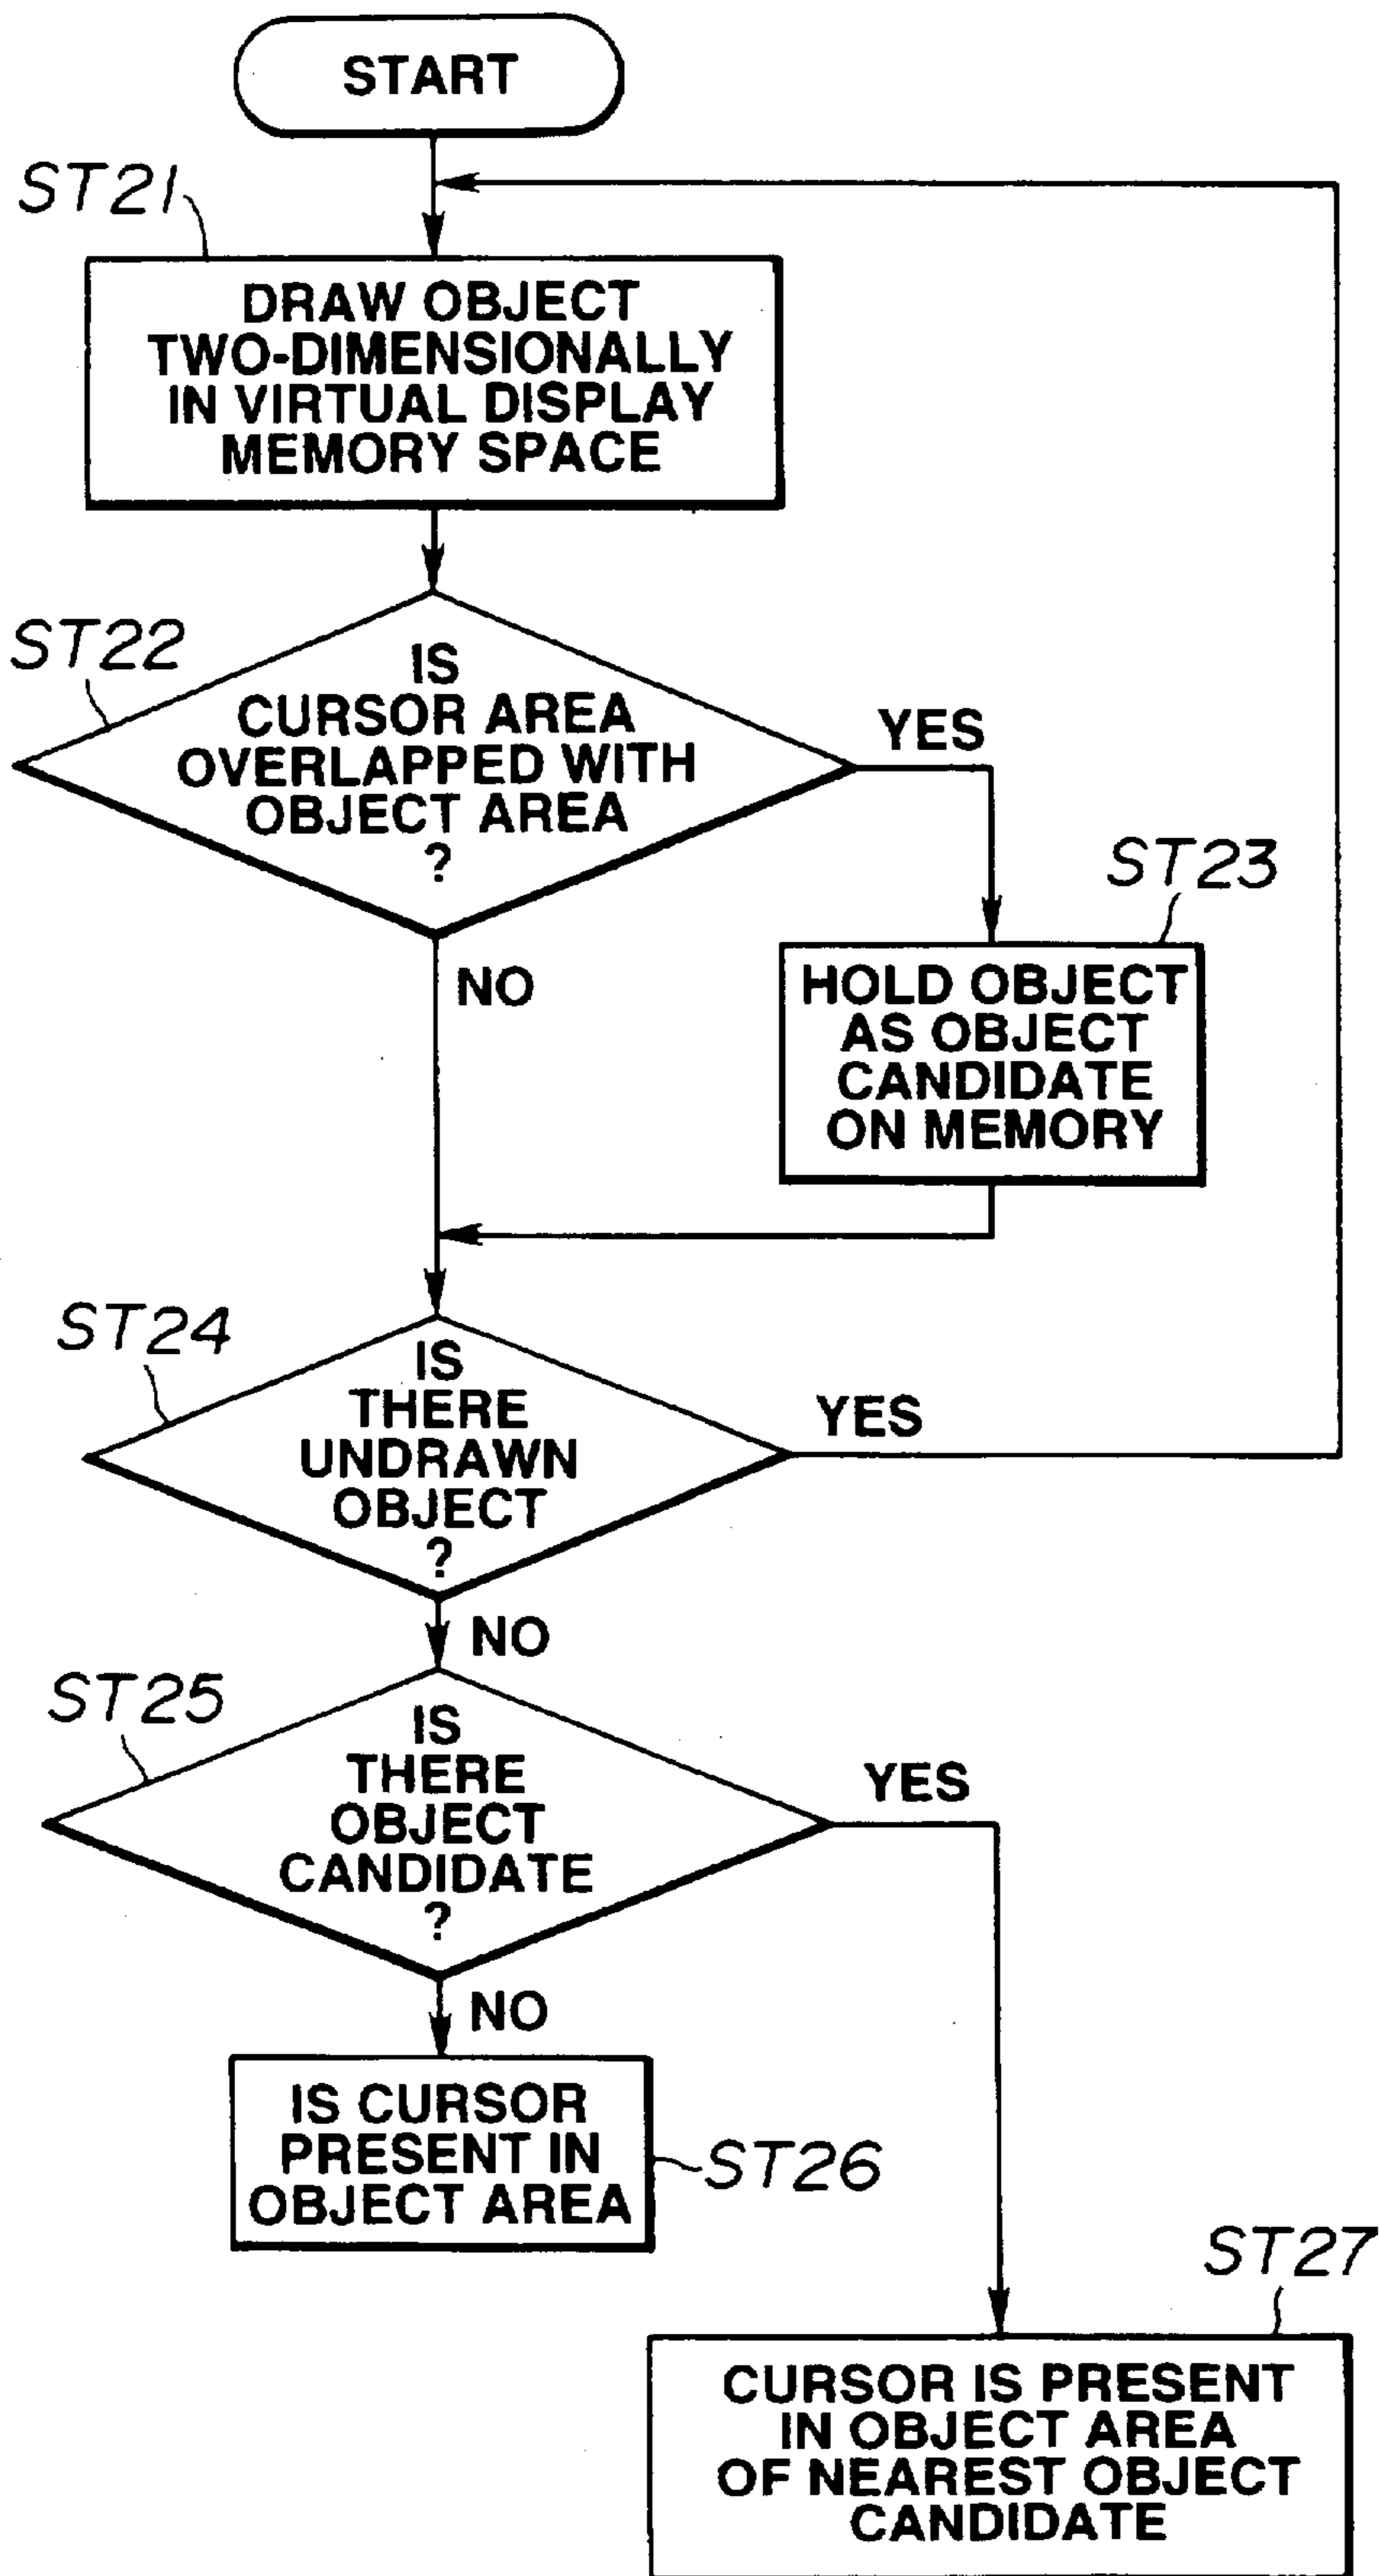 START
ST21
DRAW OBJECT
TWO-DIMENSIONALLY
IN VIRTUAL DISPLAY
MEMORY SPACE
ST22
IS
CURSOR AREA
OVERLAPPED WITH
OBJECT AREA
?
YES
NO
ST23
HOLD OBJECT
AS OBJECT
CANDIDATE
ON MEMORY
ST24
IS
THERE
UNDRAWN
OBJECT
?
YES
NO
ST25
IS
THERE
OBJECT
CANDIDATE
?
YES
NO
IS CURSOR
PRESENT IN
OBJECT AREA
ST26
ST27
CURSOR IS PRESENT
IN OBJECT AREA
OF NEAREST OBJECT
CANDIDATE